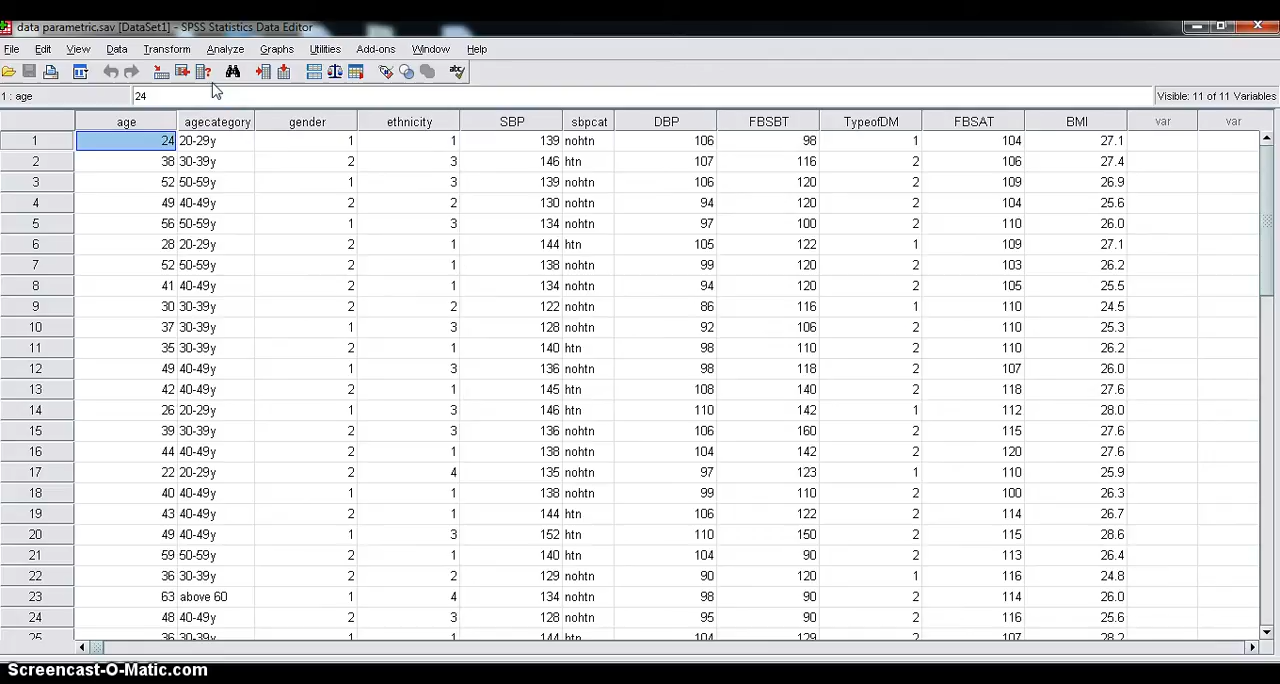 data parametric.sav [DataSet1] - SPSS Statistics Data Editor
File Edit View Data Transform Analyze Graphs Utilities Add-ons Window Help
1 : age 24 Visible: 11 of 11 Variables
age agecategory gender ethnicity SBP sbpcat DBP FBSBT TypeofDM FBSAT BMI var var
1 24 20-29y 1 1 139 nohtn 106 98 1 104 27.1
2 38 30-39y 2 3 146 htn 107 116 2 106 27.4
3 52 50-59y 1 3 139 nohtn 106 120 2 109 26.9
4 49 40-49y 2 2 130 nohtn 94 120 2 104 25.6
5 56 50-59y 1 3 134 nohtn 97 100 2 110 26.0
6 28 20-29y 2 1 144 htn 105 122 1 109 27.1
7 52 50-59y 2 1 138 nohtn 99 120 2 103 26.2
8 41 40-49y 2 1 134 nohtn 94 120 2 105 25.5
9 30 30-39y 2 2 122 nohtn 86 116 1 110 24.5
10 37 30-39y 1 3 128 nohtn 92 106 2 110 25.3
11 35 30-39y 2 1 140 htn 98 110 2 110 26.2
12 49 40-49y 1 3 136 nohtn 98 118 2 107 26.0
13 42 40-49y 2 1 145 htn 108 140 2 118 27.6
14 26 20-29y 1 3 146 htn 110 142 1 112 28.0
15 39 30-39y 2 3 136 nohtn 106 160 2 115 27.6
16 44 40-49y 2 1 138 nohtn 104 142 2 120 27.6
17 22 20-29y 2 4 135 nohtn 97 123 1 110 25.9
18 40 40-49y 1 1 138 nohtn 99 110 2 100 26.3
19 43 40-49y 2 1 144 htn 106 122 2 114 26.7
20 49 40-49y 1 3 152 htn 110 150 2 115 28.6
21 59 50-59y 2 1 140 htn 104 90 2 113 26.4
22 36 30-39y 2 2 129 nohtn 90 120 1 116 24.8
23 63 above 60 1 4 134 nohtn 98 90 2 114 26.0
24 48 40-49y 2 3 128 nohtn 95 90 2 116 25.6
25 36 30-39y 1 1 144 htn 104 129 2 107 28.2
Screencast-O-Matic.com